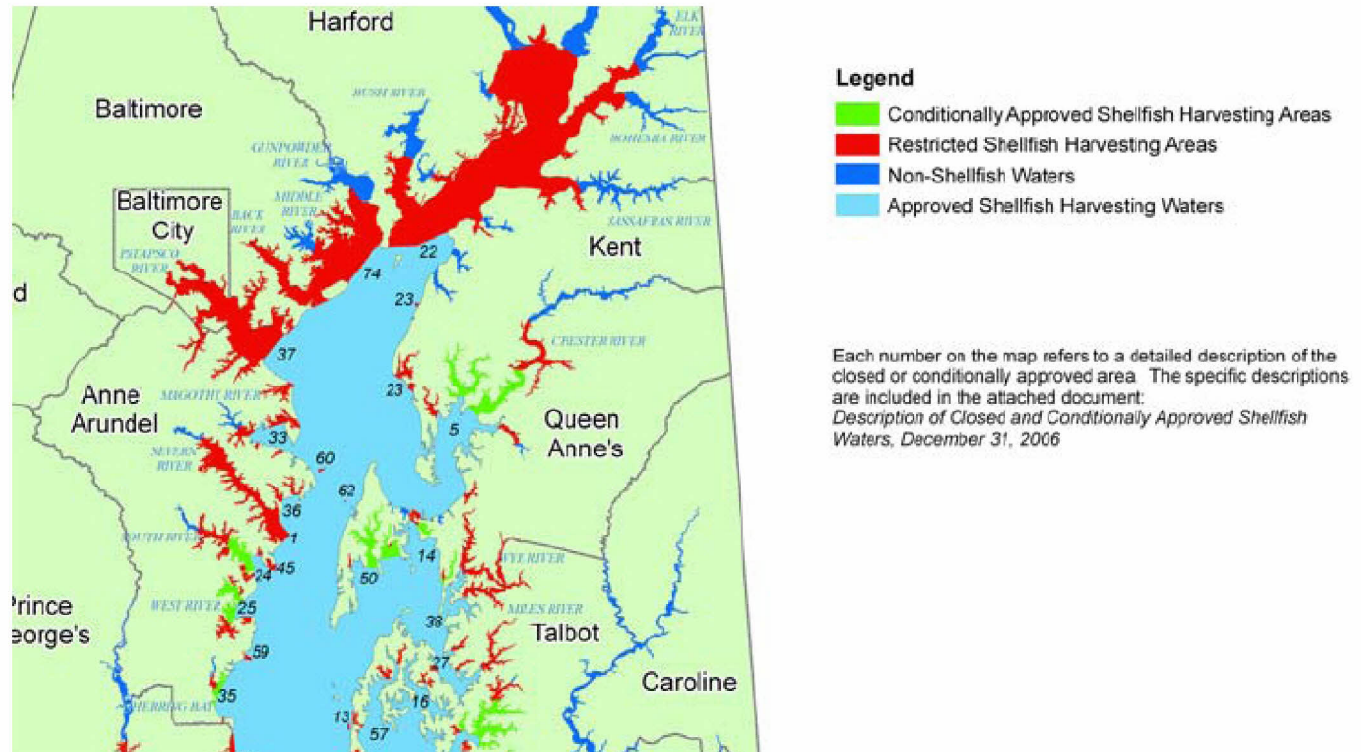 Harford
ELK
RIVER
Baltimore
BUSH RIVER
BOHEMIA RIVER
GUNPOWDER
RIVER
MIDDLE
RIVER
Baltimore
City
BACK
RIVER
SASSAFRAS RIVER
Kent
PATAPSCO
RIVER
22
74
d
23
CHESTER RIVER
37
23
MAGOTHY RIVER
Anne
Arundel
33
5
Queen
Anne's
SEVERN
RIVER
60
62
36
1
SOUTH RIVER
14
WYE RIVER
24
45
50
WEST RIVER
25
MILES RIVER
Prince
George's
38
Talbot
59
27
Caroline
35
16
HERRING BAY
13
57
Legend
Conditionally Approved Shellfish Harvesting Areas
Restricted Shellfish Harvesting Areas
Non-Shellfish Waters
Approved Shellfish Harvesting Waters
Each number on the map refers to a detailed description of the
closed or conditionally approved area. The specific descriptions
are included in the attached document:
Description of Closed and Conditionally Approved Shellfish
Waters, December 31, 2006